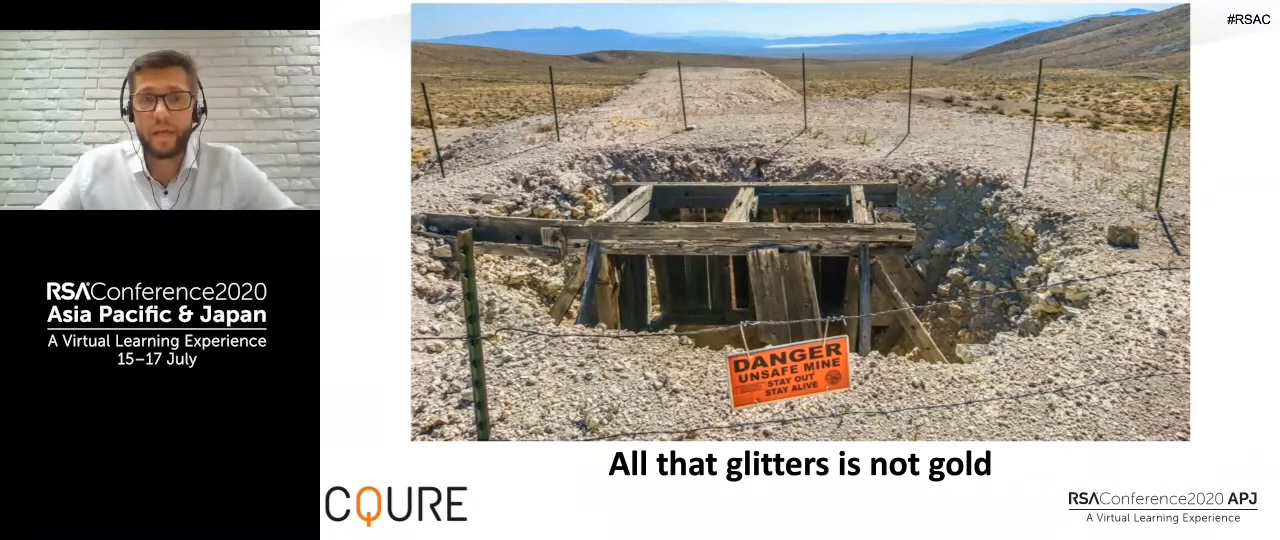 #RSAC
RSAConference2020
Asia Pacific & Japan
A Virtual Learning Experience
15–17 July
DANGER
UNSAFE MINE
STAY OUT
STAY ALIVE
All that glitters is not gold
CQURE
RSAConference2020 APJ
A Virtual Learning Experience